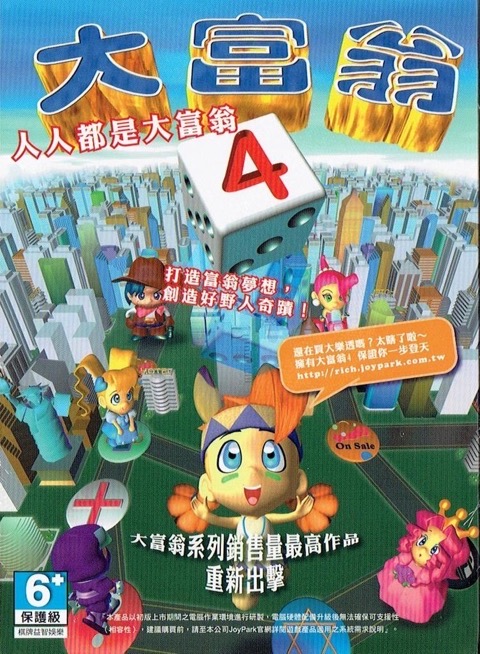 大富翁
人人都是大富翁
4
打造富翁夢想，
創造好野人奇蹟！
還在買大樂透嗎？太瞎了啦～
擁有大富翁4 保證你一步登天
http://rich.joypark.com.tw
On Sale
大富翁系列銷售量最高作品
重新出擊
6+
保護級
棋牌益智娛樂
「本產品以初版上市期間之電腦作業環境進行研製，電腦硬體配備升級後無法確保可支援性
（相容性），建議購買前，請至本公司JoyPark官網詳閱遊戲產品適用之系統需求說明」。